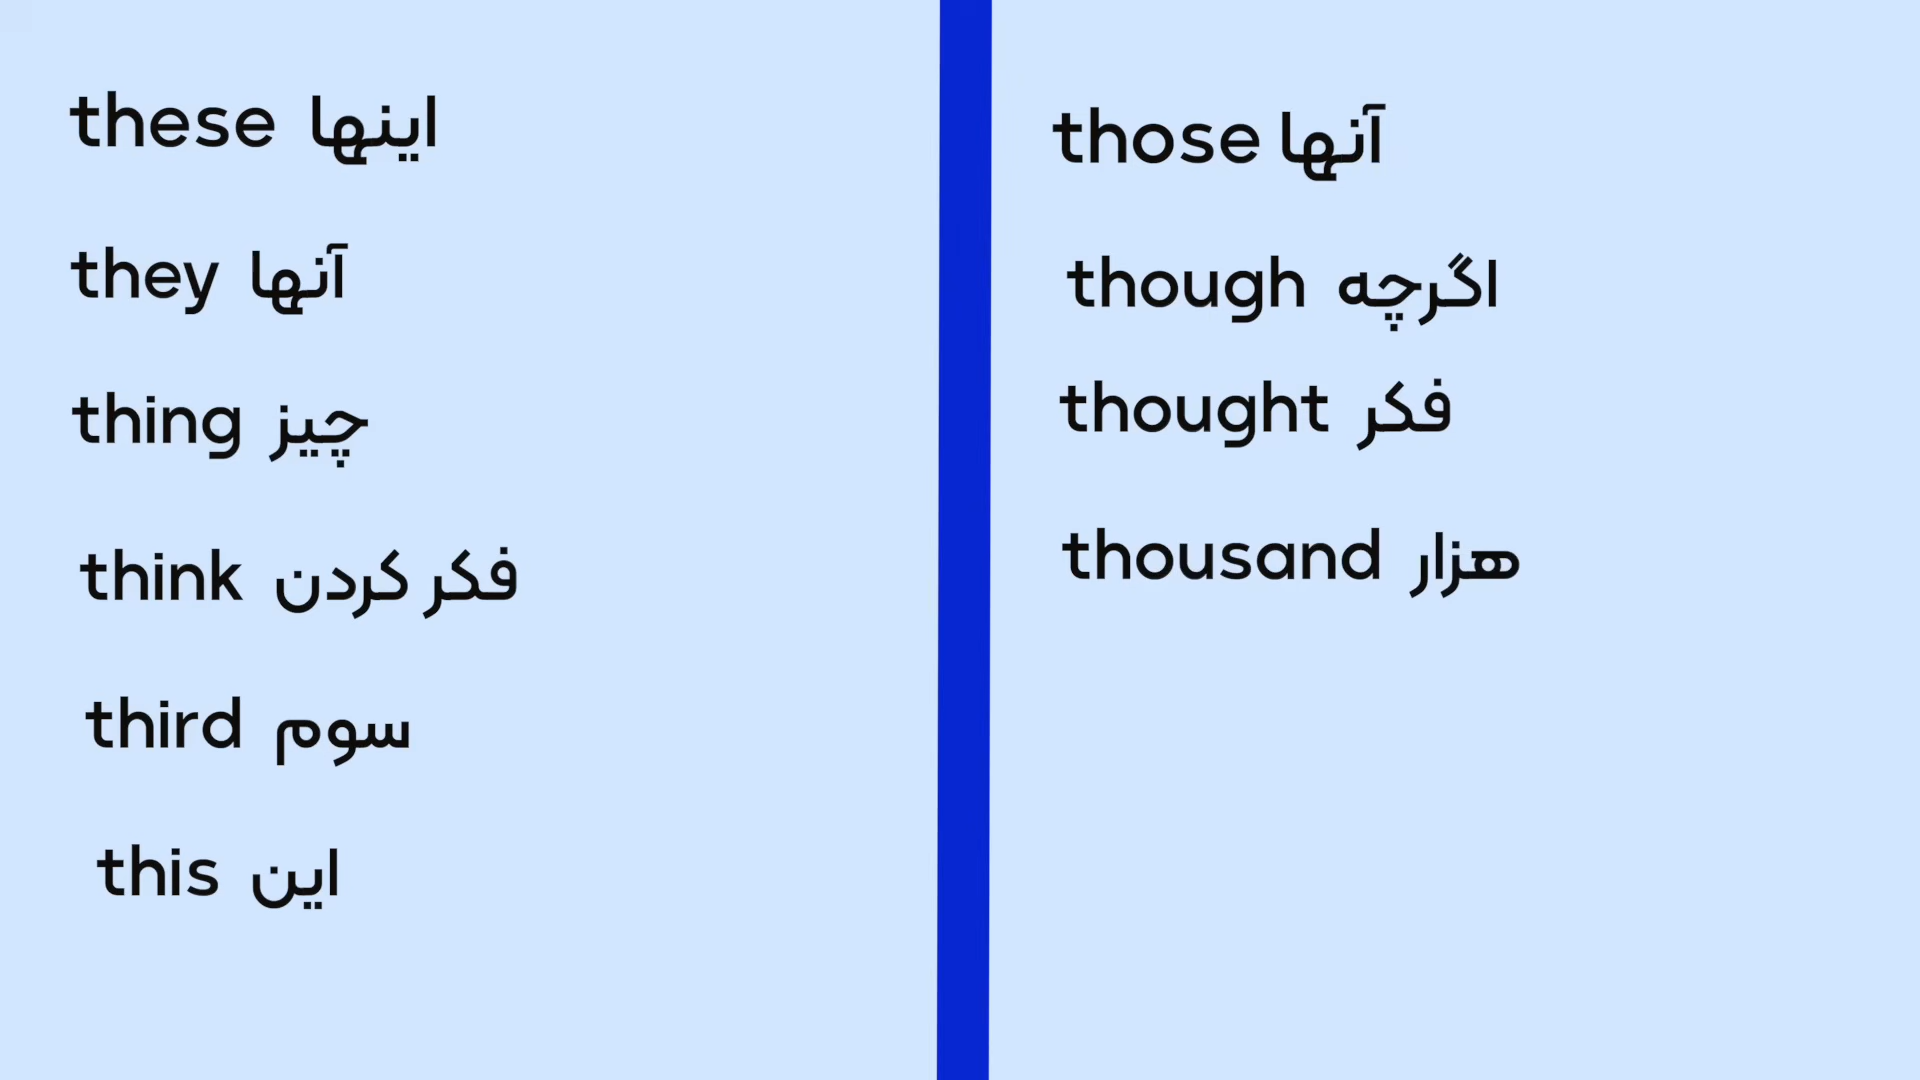 these اینها
they آنها
thing چیز
think فکر کردن
third سوم
this این
those آنها
though اگرچه
thought فکر
thousand هزار